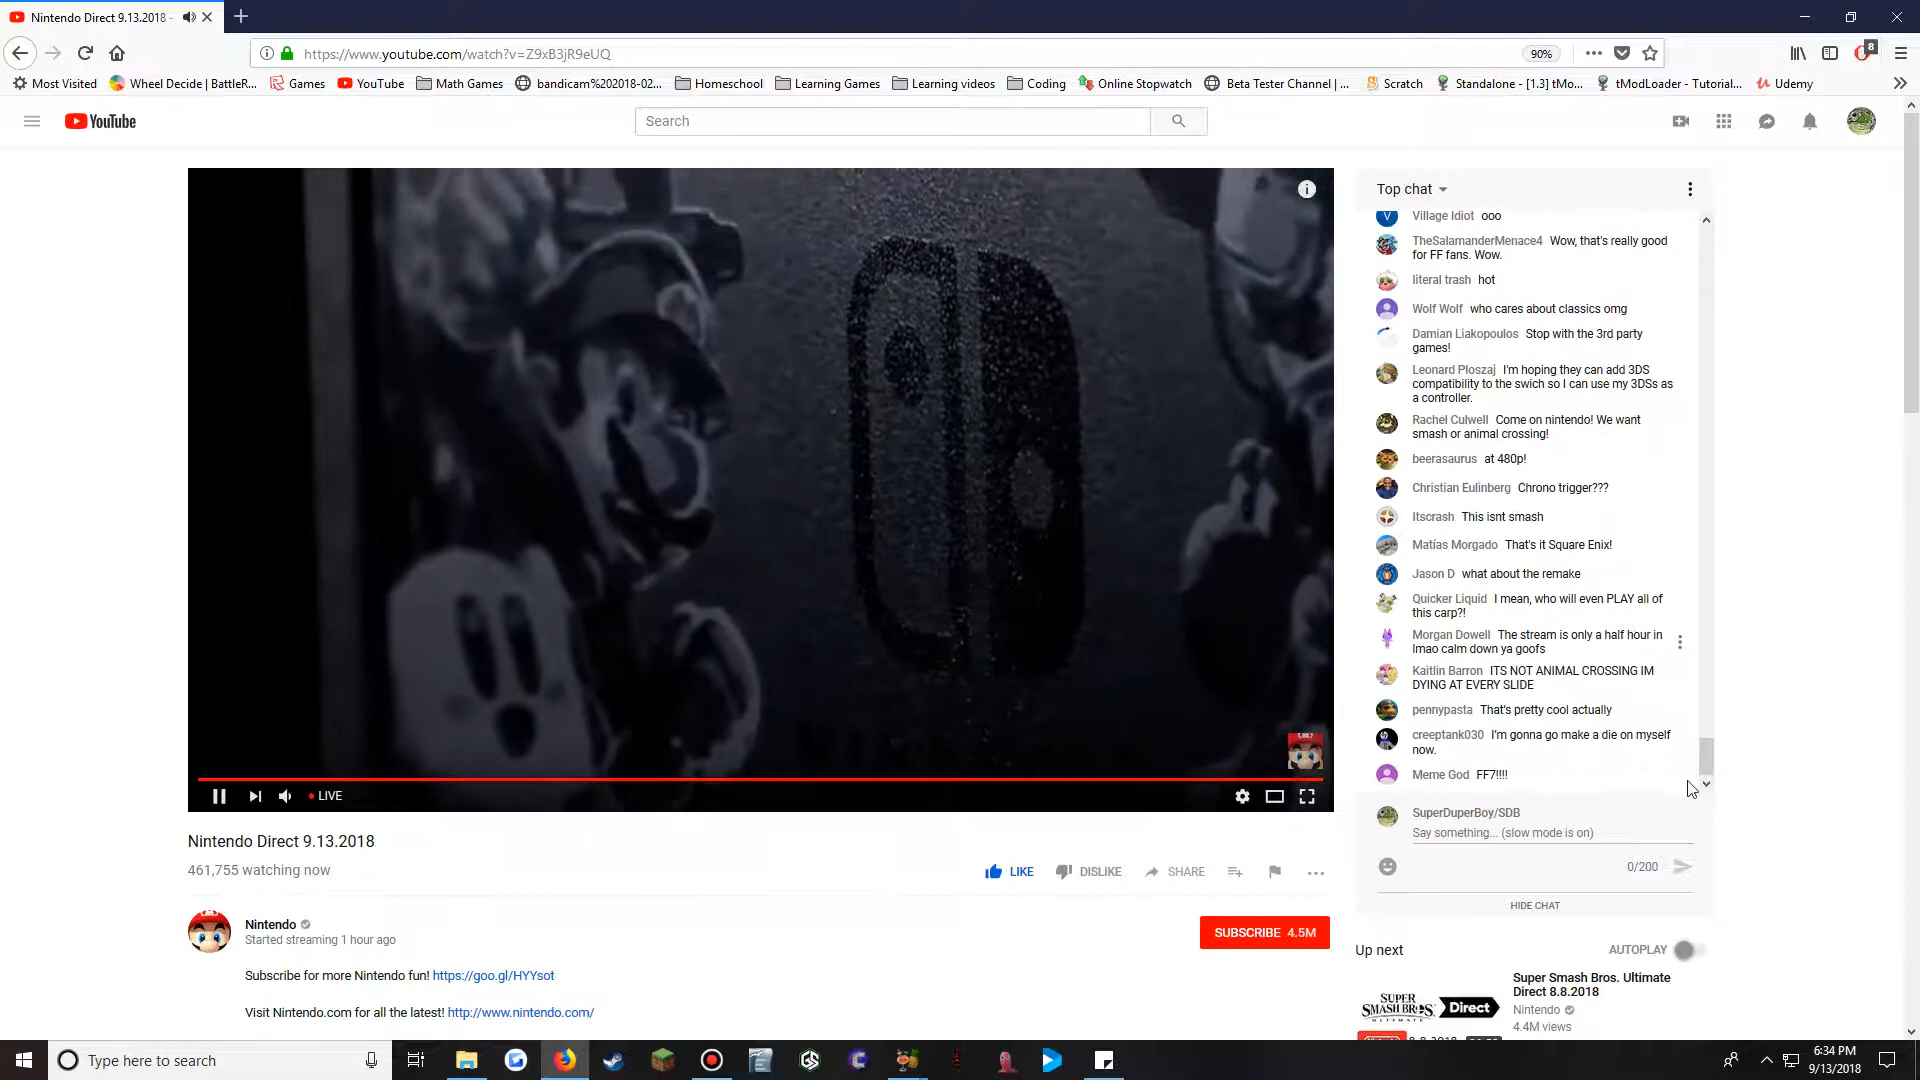 Nintendo Direct 9.13.2018 -
https://www.youtube.com/watch?v=Z9xB3jR9eUQ
90%
8
Most Visited
Wheel Decide | BattleR...
Games
YouTube
Math Games
bandicam%202018-02...
Homeschool
Learning Games
Learning videos
Coding
Online Stopwatch
Beta Tester Channel | ...
Scratch
Standalone - [1.3] tMo...
tModLoader - Tutorial...
Udemy
YouTube
Search
Top chat
Village Idiot ooo
TheSalamanderMenace4 Wow, that's really good
for FF fans. Wow.
literal trash hot
Wolf Wolf who cares about classics omg
Damian Liakopoulos Stop with the 3rd party
games!
Leonard Ploszaj I'm hoping they can add 3DS
compatibility to the swich so I can use my 3DSs as
a controller.
Rachel Culwell Come on nintendo! We want
smash or animal crossing!
beerasaurus at 480p!
Christian Eulinberg Chrono trigger???
Itscrash This isnt smash
Matías Morgado That's it Square Enix!
Jason D what about the remake
Quicker Liquid I mean, who will even PLAY all of
this carp?!
Morgan Dowell The stream is only a half hour in
lmao calm down ya goofs
Kaitlin Barron ITS NOT ANIMAL CROSSING IM
DYING AT EVERY SLIDE
pennypasta That's pretty cool actually
creeptank030 I'm gonna go make a die on myself
now.
Meme God FF7!!!!
SuperDuperBoy/SDB
Say something... (slow mode is on)
0/200
HIDE CHAT
LIVE
Nintendo Direct 9.13.2018
461,755 watching now
LIKE
DISLIKE
SHARE
Nintendo
Started streaming 1 hour ago
SUBSCRIBE 4.5M
Subscribe for more Nintendo fun! https://goo.gl/HYYsot
Visit Nintendo.com for all the latest! http://www.nintendo.com/
Up next
AUTOPLAY
SUPER
SMASH BROS.
ULTIMATE
Direct
Super Smash Bros. Ultimate
Direct 8.8.2018
Nintendo
4.4M views
Type here to search
6:34 PM
9/13/2018